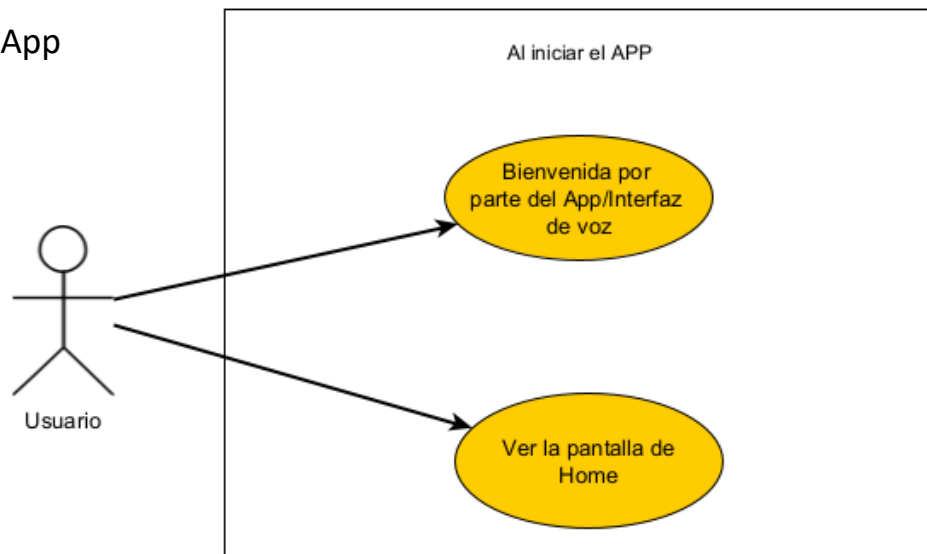 App
Al iniciar el APP
Bienvenida por
parte del App/Interfaz
de voz
Usuario
Ver la pantalla de
Home